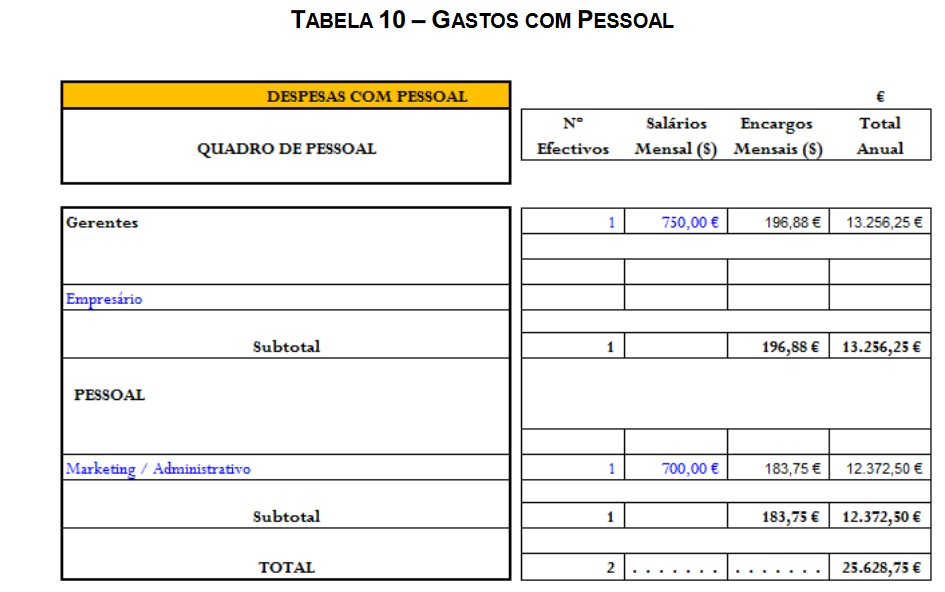 TABELA 10 – GASTOS COM PESSOAL
DESPESAS COM PESSOAL €
Nº Salários Encargos Total
QUADRO DE PESSOAL Efectivos Mensal ($) Mensais ($) Anual
Gerentes 1 750,00 € 196,88 € 13.256,25 €
Empresário
Subtotal 1 196,88 € 13.256,25 €
PESSOAL
Marketing / Administrativo 1 700,00 € 183,75 € 12.372,50 €
Subtotal 1 183,75 € 12.372,50 €
TOTAL 2 . . . . . . . . . . . . . . 25.628,75 €